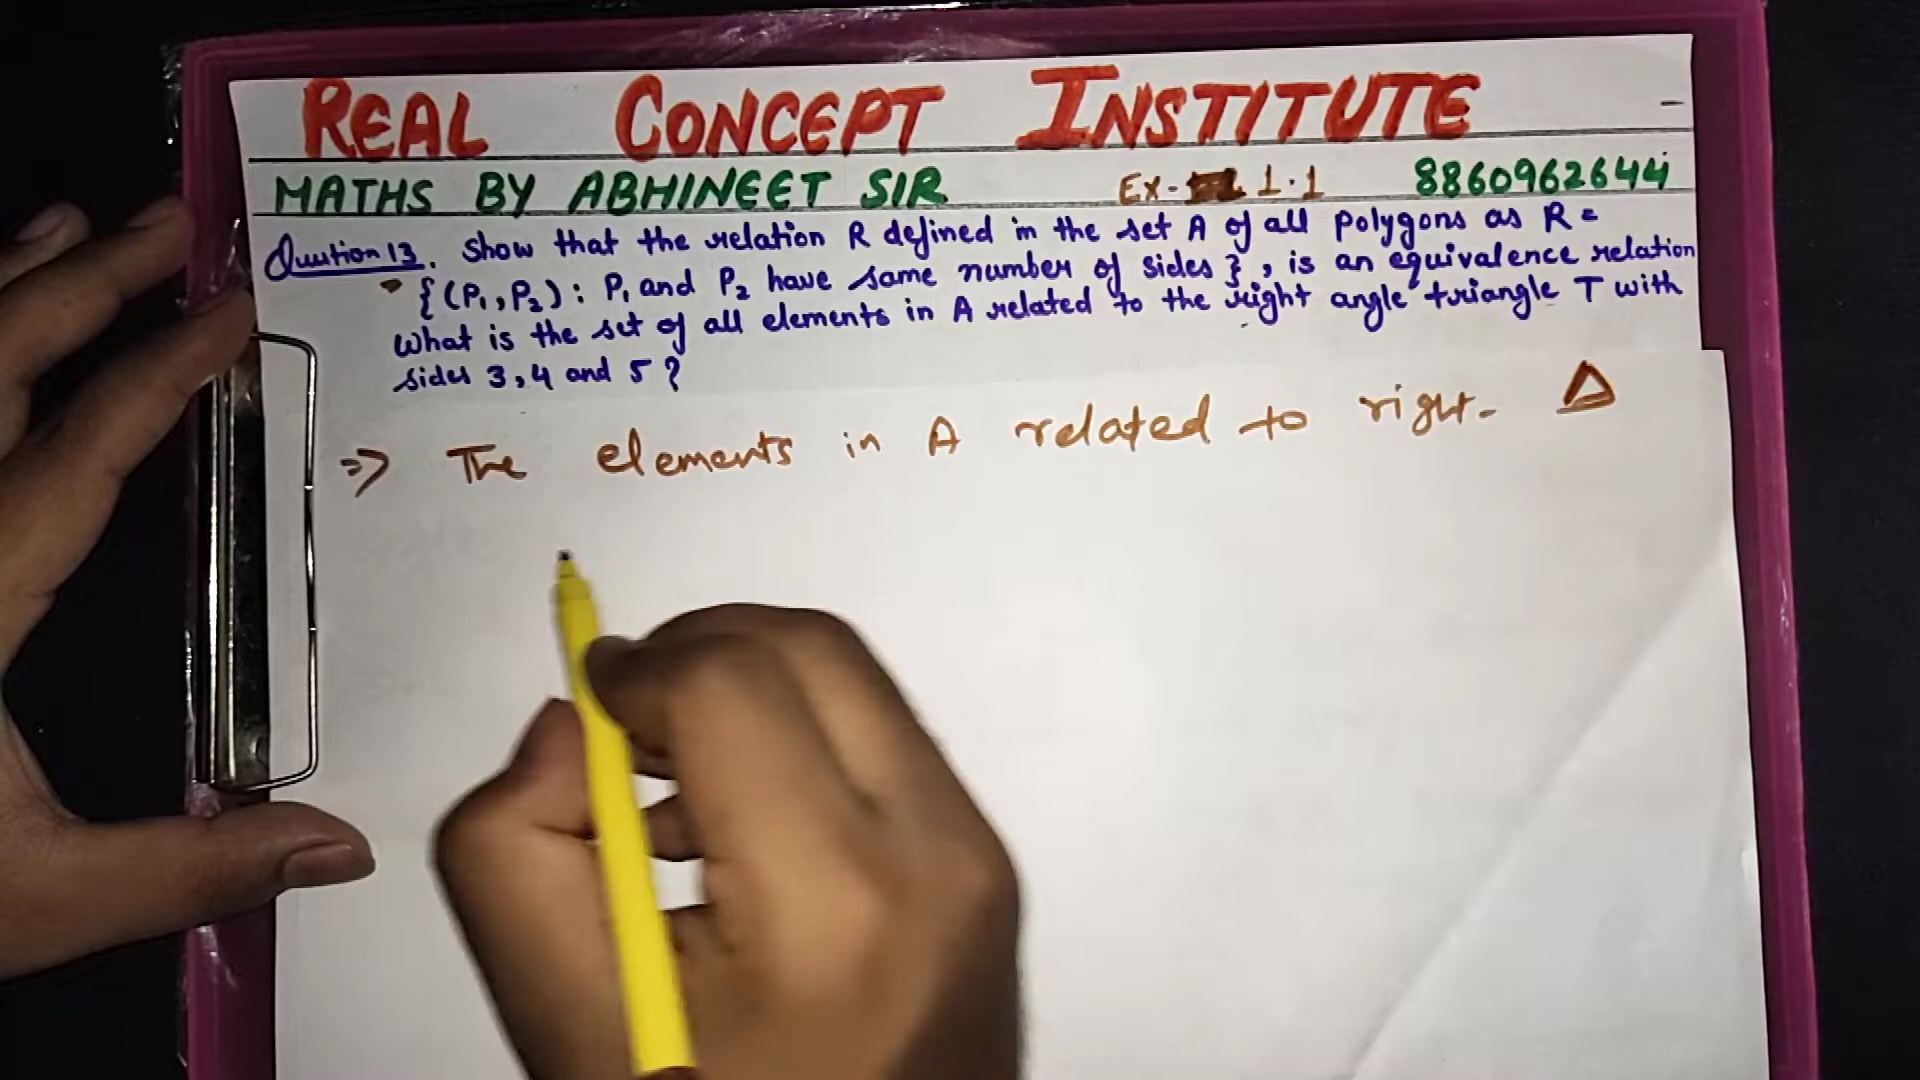 REAL CONCEPT INSTITUTE
MATHS BY ABHINEET SIR EX- 1.1 8860962644
Question 13. Show that the relation R defined in the set A of all polygons as R =
{(P₁,P₂): P₁ and P₂ have same number of sides}, is an equivalence relation
What is the set of all elements in A related to the right angle triangle T with
sides 3,4 and 5?
=> The elements in A related to right- Δ